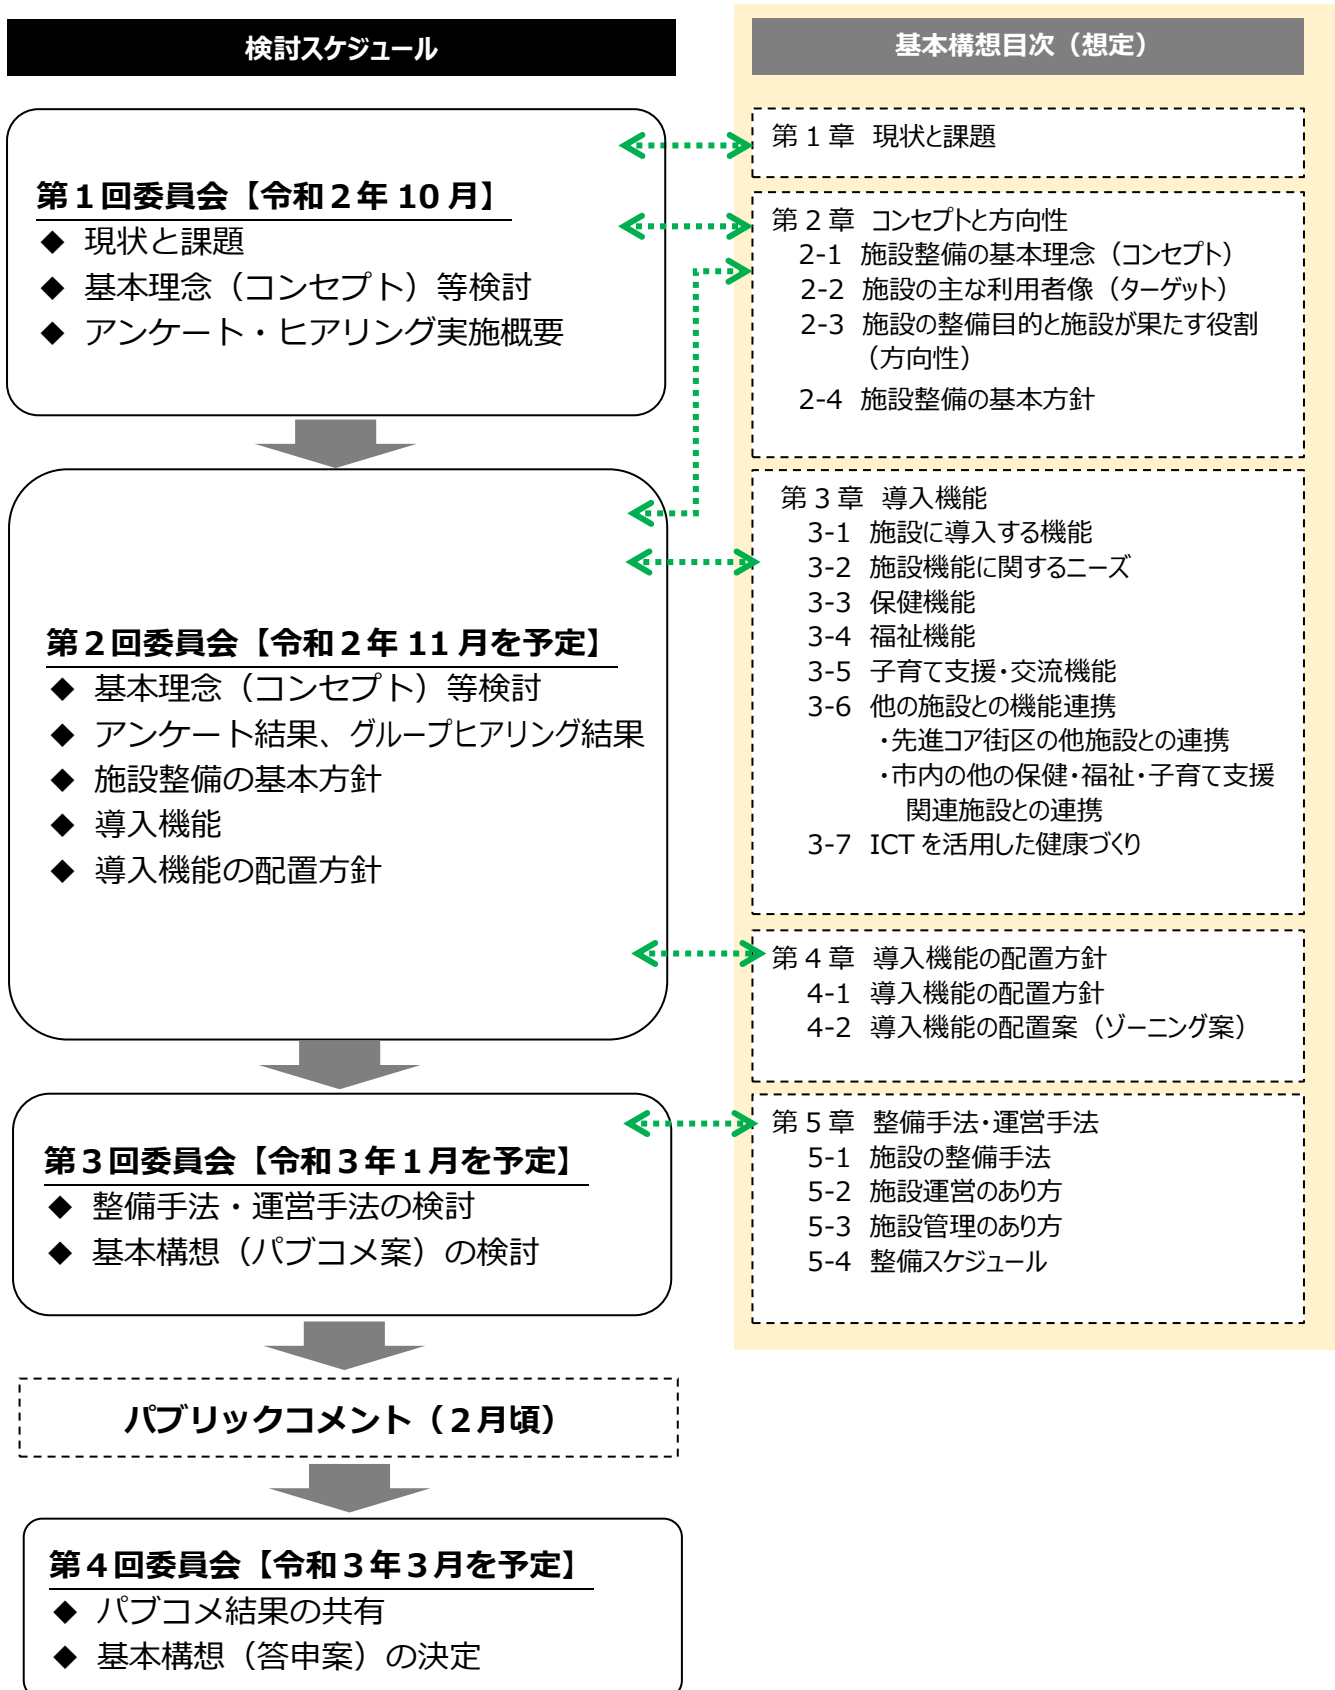 検討スケジュール
第１回委員会【令和２年 10 月】
◆ 現状と課題
◆ 基本理念（コンセプト）等検討
◆ アンケート・ヒアリング実施概要
第２回委員会【令和２年 11 月を予定】
◆ 基本理念（コンセプト）等検討
◆ アンケート結果、グループヒアリング結果
◆ 施設整備の基本方針
◆ 導入機能
◆ 導入機能の配置方針
第３回委員会【令和３年１月を予定】
◆ 整備手法・運営手法の検討
◆ 基本構想（パブコメ案）の検討
パブリックコメント（２月頃）
第４回委員会【令和３年３月を予定】
◆ パブコメ結果の共有
◆ 基本構想（答申案）の決定
基本構想目次（想定）
第１章 現状と課題
第２章 コンセプトと方向性
2-1 施設整備の基本理念（コンセプト）
2-2 施設の主な利用者像（ターゲット）
2-3 施設の整備目的と施設が果たす役割
（方向性）
2-4 施設整備の基本方針
第３章 導入機能
3-1 施設に導入する機能
3-2 施設機能に関するニーズ
3-3 保健機能
3-4 福祉機能
3-5 子育て支援・交流機能
3-6 他の施設との機能連携
・先進コア街区の他施設との連携
・市内の他の保健・福祉・子育て支援
関連施設との連携
3-7 ICT を活用した健康づくり
第４章 導入機能の配置方針
4-1 導入機能の配置方針
4-2 導入機能の配置案（ゾーニング案）
第５章 整備手法・運営手法
5-1 施設の整備手法
5-2 施設運営のあり方
5-3 施設管理のあり方
5-4 整備スケジュール